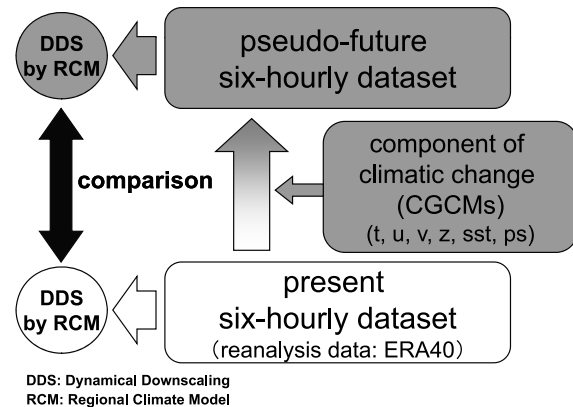 DDS
by RCM
pseudo-future
six-hourly dataset
comparison
component of
climatic change
(CGCMs)
(t, u, v, z, sst, ps)
DDS
by RCM
present
six-hourly dataset
(reanalysis data: ERA40)
DDS: Dynamical Downscaling
RCM: Regional Climate Model